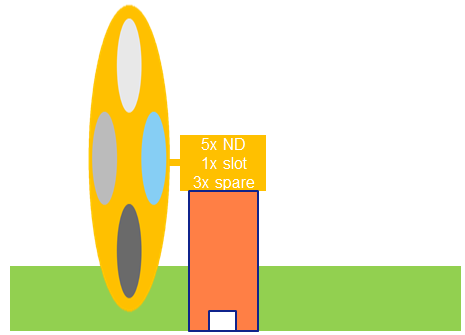 5x ND
1x slot
3x spare